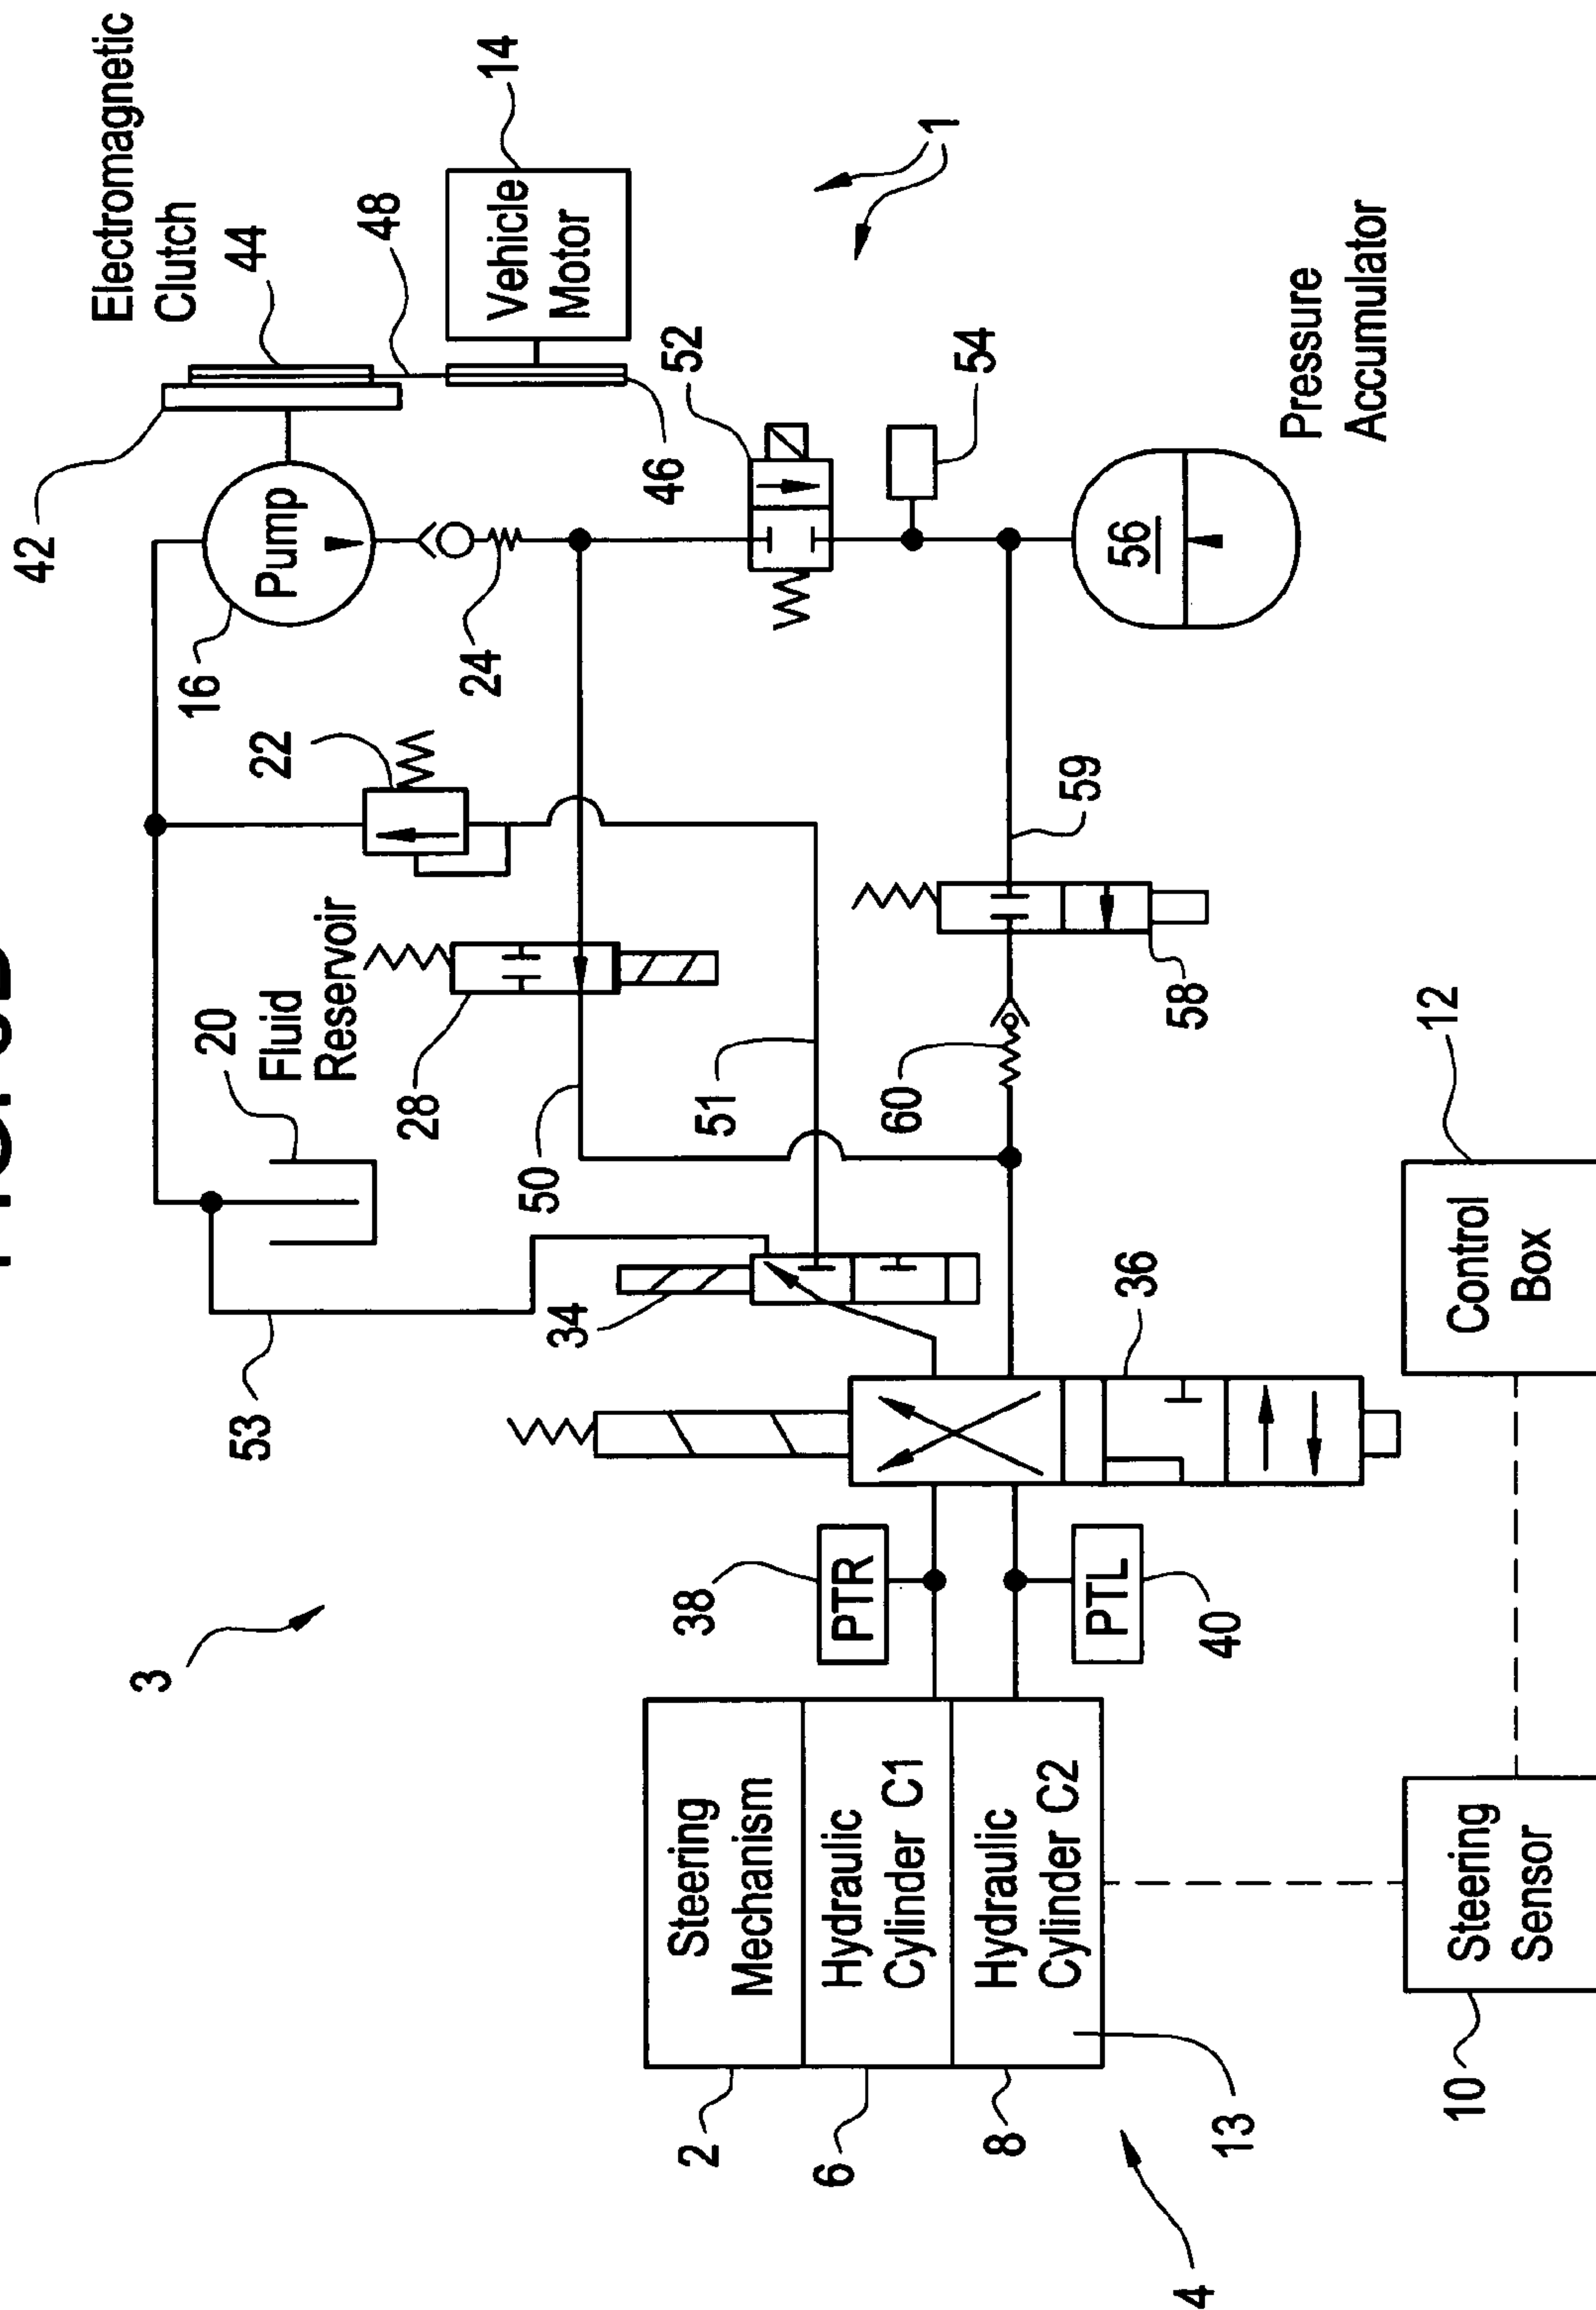 3
53
20
Fluid
Reservoir
22
16
Pump
42
Electromagnetic
Clutch
44
48
14
Vehicle
Motor
46
24
28
50
51
34
52
54
1
59
58
60
56
Pressure
Accumulator
36
38
PTR
PTL
40
Steering
Mechanism
Hydraulic
Cylinder C1
Hydraulic
Cylinder C2
2
6
8
13
4
12
Control
Box
Steering
Sensor
10